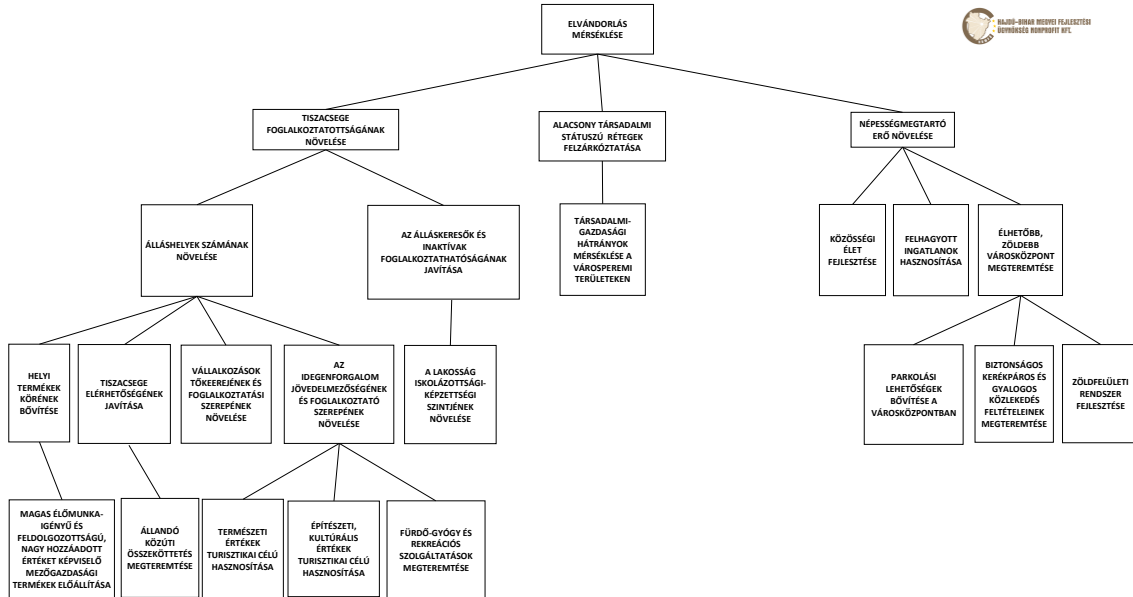 ELVÁNDORLÁS
MÉRSÉKLÉSE
HAJDÚ-BIHAR MEGYEI FEJLESZTÉSI
ÜGYNÖKSÉG NONPROFIT KFT.
TISZACSEGE
FOGLALKOZTATOTTSÁGÁNAK
NÖVELÉSE
ALACSONY TÁRSADALMI
STÁTUSZÚ RÉTEGEK
FELZÁRKÓZTATÁSA
NÉPESSÉGMEGTARTÓ
ERŐ NÖVELÉSE
ÁLLÁSHELYEK SZÁMÁNAK
NÖVELÉSE
AZ ÁLLÁSKERESŐK ÉS
INAKTÍVAK
FOGLALKOZTATHATÓSÁGÁNAK
JAVÍTÁSA
TÁRSADALMI-
GAZDASÁGI
HÁTRÁNYOK
MÉRSÉKLÉSE A
VÁROSPEREMI
TERÜLETEKEN
KÖZÖSSÉGI
ÉLET
FEJLESZTÉSE
FELHAGYOTT
INGATLANOK
HASZNOSÍTÁSA
ÉLHETŐBB,
ZÖLDEBB
VÁROSKÖZPONT
MEGTEREMTÉSE
HELYI
TERMÉKEK
KÖRÉNEK
BŐVÍTÉSE
TISZACSEGE
ELÉRHETŐSÉGÉNEK
JAVÍTÁSA
VÁLLALKOZÁSOK
TŐKEEREJÉNEK ÉS
FOGLALKOZTATÁSI
SZEREPÉNEK
NÖVELÉSE
AZ
IDEGENFORGALOM
JÖVEDELMEZŐSÉGÉNEK
ÉS FOGLALKOZTATÓ
SZEREPÉNEK
NÖVELÉSE
A LAKOSSÁG
ISKOLÁZOTTSÁGI-
KÉPZETTSÉGI
SZINTJÉNEK
NÖVELÉSE
PARKOLÁSI
LEHETŐSÉGEK
BŐVÍTÉSE A
VÁROSKÖZPONTBAN
BIZTONSÁGOS
KERÉKPÁROS ÉS
GYALOGOS
KÖZLEKEDÉS
FELTÉTELEINEK
MEGTEREMTÉSE
ZÖLDFELÜLETI
RENDSZER
FEJLESZTÉSE
MAGAS ÉLŐMUNKA-
IGÉNYŰ ÉS
FELDOLGOZOTTSÁGÚ,
NAGY HOZZÁADOTT
ÉRTÉKET KÉPVISELŐ
MEZŐGAZDASÁGI
TERMÉKEK ELŐÁLLÍTÁSA
ÁLLANDÓ
KÖZÚTI
ÖSSZEKÖTTETÉS
MEGTEREMTÉSE
TERMÉSZETI
ÉRTÉKEK
TURISZTIKAI CÉLÚ
HASZNOSÍTÁSA
ÉPÍTÉSZETI,
KULTÚRÁLIS
ÉRTÉKEK
TURISZTIKAI CÉLÚ
HASZNOSÍTÁSA
FÜRDŐ-GYÓGY ÉS
REKREÁCIÓS
SZOLGÁLTATÁSOK
MEGTEREMTÉSE